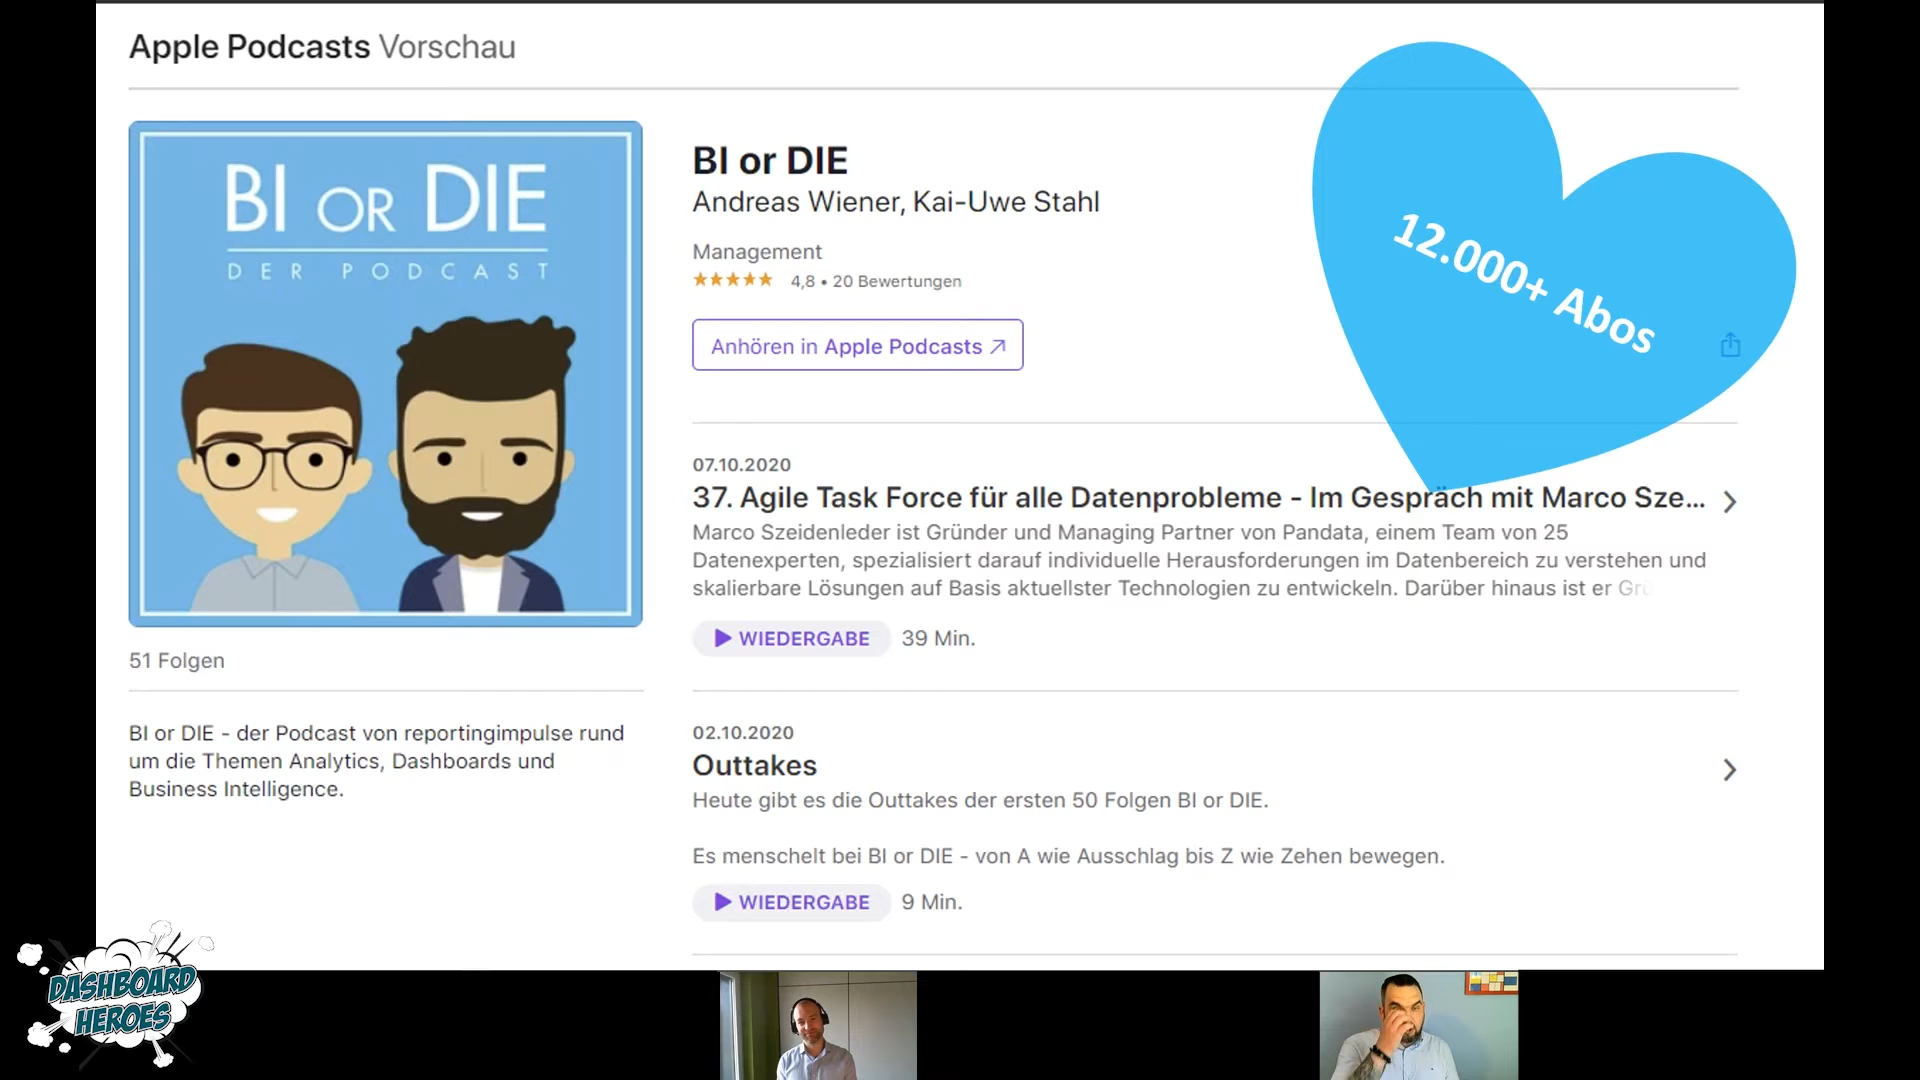 Apple Podcasts Vorschau
BI OR DIE
DER PODCAST
51 Folgen
BI or DIE - der Podcast von reportingimpulse rund
um die Themen Analytics, Dashboards und
Business Intelligence.
BI or DIE
Andreas Wiener, Kai-Uwe Stahl
Management
4,8 • 20 Bewertungen
Anhören in Apple Podcasts ↗
12.000+ Abos
07.10.2020
37. Agile Task Force für alle Datenprobleme - Im Gespräch mit Marco Sze...
Marco Szeidenleder ist Gründer und Managing Partner von Pandata, einem Team von 25
Datenexperten, spezialisiert darauf individuelle Herausforderungen im Datenbereich zu verstehen und
skalierbare Lösungen auf Basis aktuellster Technologien zu entwickeln. Darüber hinaus ist er Grü
WIEDERGABE 39 Min.
02.10.2020
Outtakes
Heute gibt es die Outtakes der ersten 50 Folgen BI or DIE.
Es menschelt bei BI or DIE - von A wie Ausschlag bis Z wie Zehen bewegen.
WIEDERGABE 9 Min.
DASHBOARD
HEROES